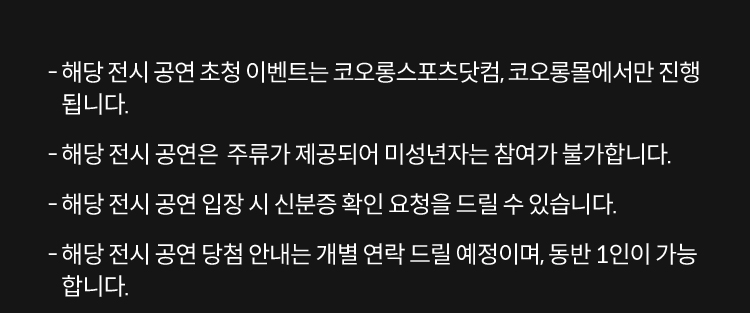 - 해당 전시 공연 초청 이벤트는 코오롱스포츠닷컴, 코오롱몰에서만 진행
됩니다.
- 해당 전시 공연은 주류가 제공되어 미성년자는 참여가 불가합니다.
- 해당 전시 공연 입장 시 신분증 확인 요청을 드릴 수 있습니다.
- 해당 전시 공연 당첨 안내는 개별 연락 드릴 예정이며, 동반 1인이 가능
합니다.